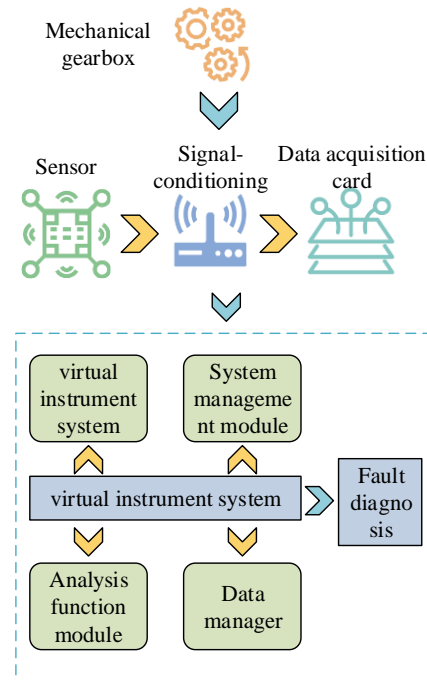 Mechanical
gearbox
Sensor
Signal-
conditioning
Data acquisition
card
virtual
instrument
system
System
manageme
nt module
virtual instrument system
Fault
diagno
sis
Analysis
function
module
Data
manager